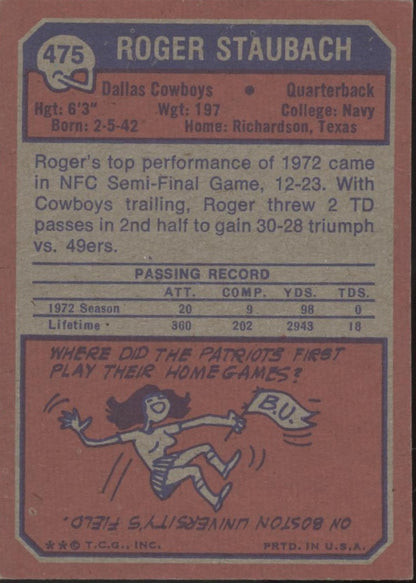 475
ROGER STAUBACH
Dallas Cowboys • Quarterback
Hgt: 6'3" Wgt: 197 College: Navy
Born: 2-5-42 Home: Richardson, Texas
Roger's top performance of 1972 came
in NFC Semi-Final Game, 12-23. With
Cowboys trailing, Roger threw 2 TD
passes in 2nd half to gain 30-28 triumph
vs. 49ers.
PASSING RECORD
ATT. COMP. YDS. TDS.
1972 Season 20 9 98 0
Lifetime • 360 202 2943 18
WHERE DID THE PATRIOTS FIRST
PLAY THEIR HOME GAMES?
B.U.
ON BOSTON UNIVERSITY'S FIELD.
**© T.C.G., INC. PRTD. IN U.S.A.